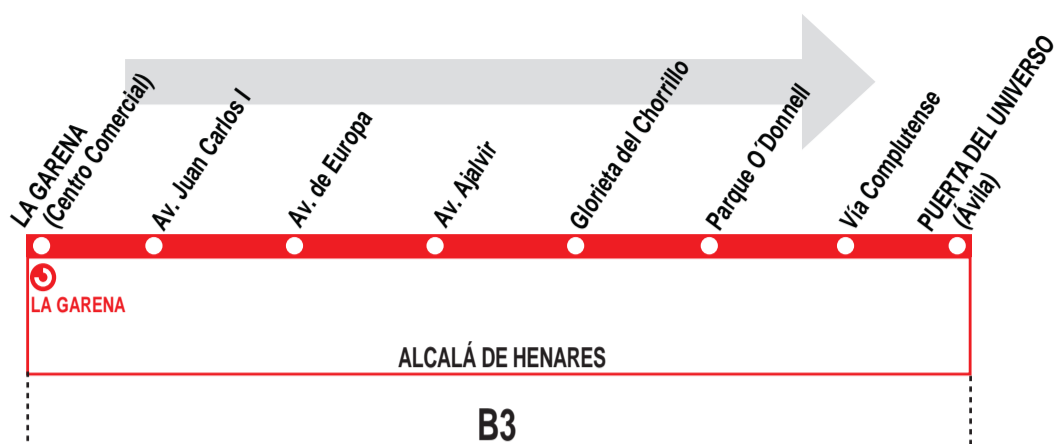 LA GARENA
(Centro Comercial)
Av. Juan Carlos I
Av. de Europa
Av. Ajalvir
Glorieta del Chorrillo
Parque O´Donnell
Vía Complutense
PUERTA DEL UNIVERSO
(Ávila)
LA GARENA
ALCALÁ DE HENARES
B3